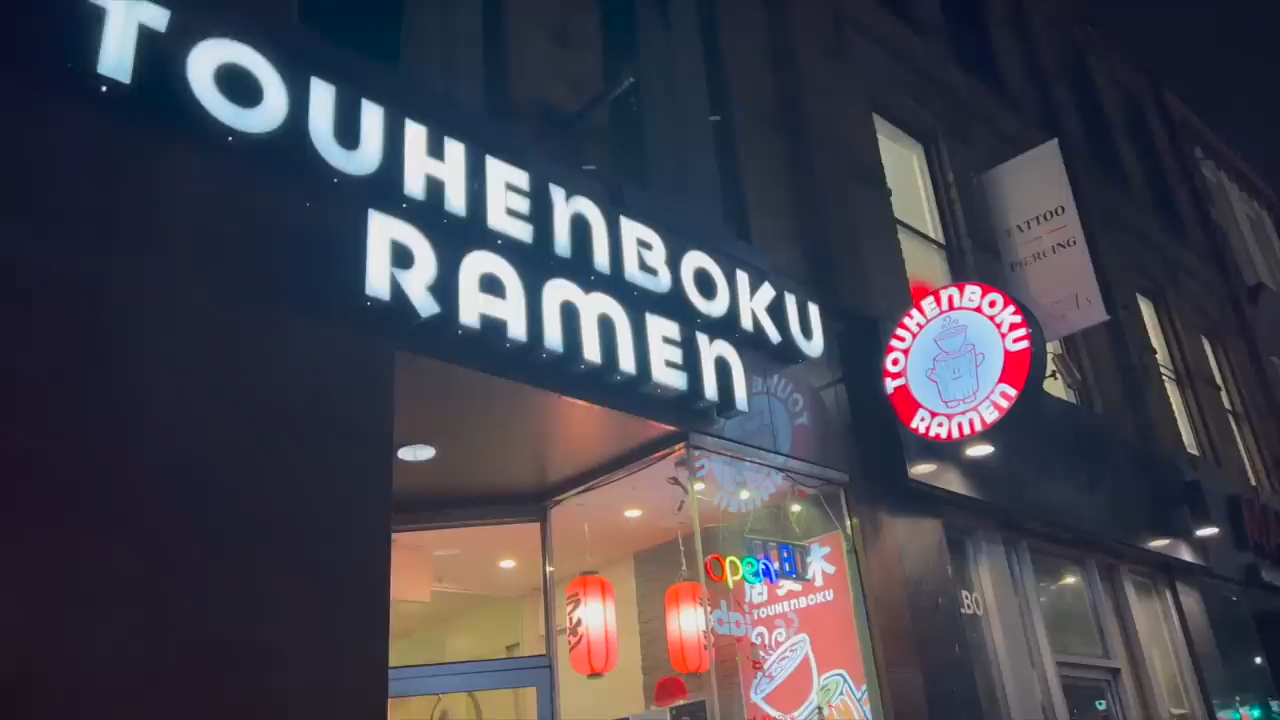 TOUHENBOKU
RAMEN
TATTOO
PIERCING
TOUHENBOKU
RAMEN
open
TOUHENBOKU